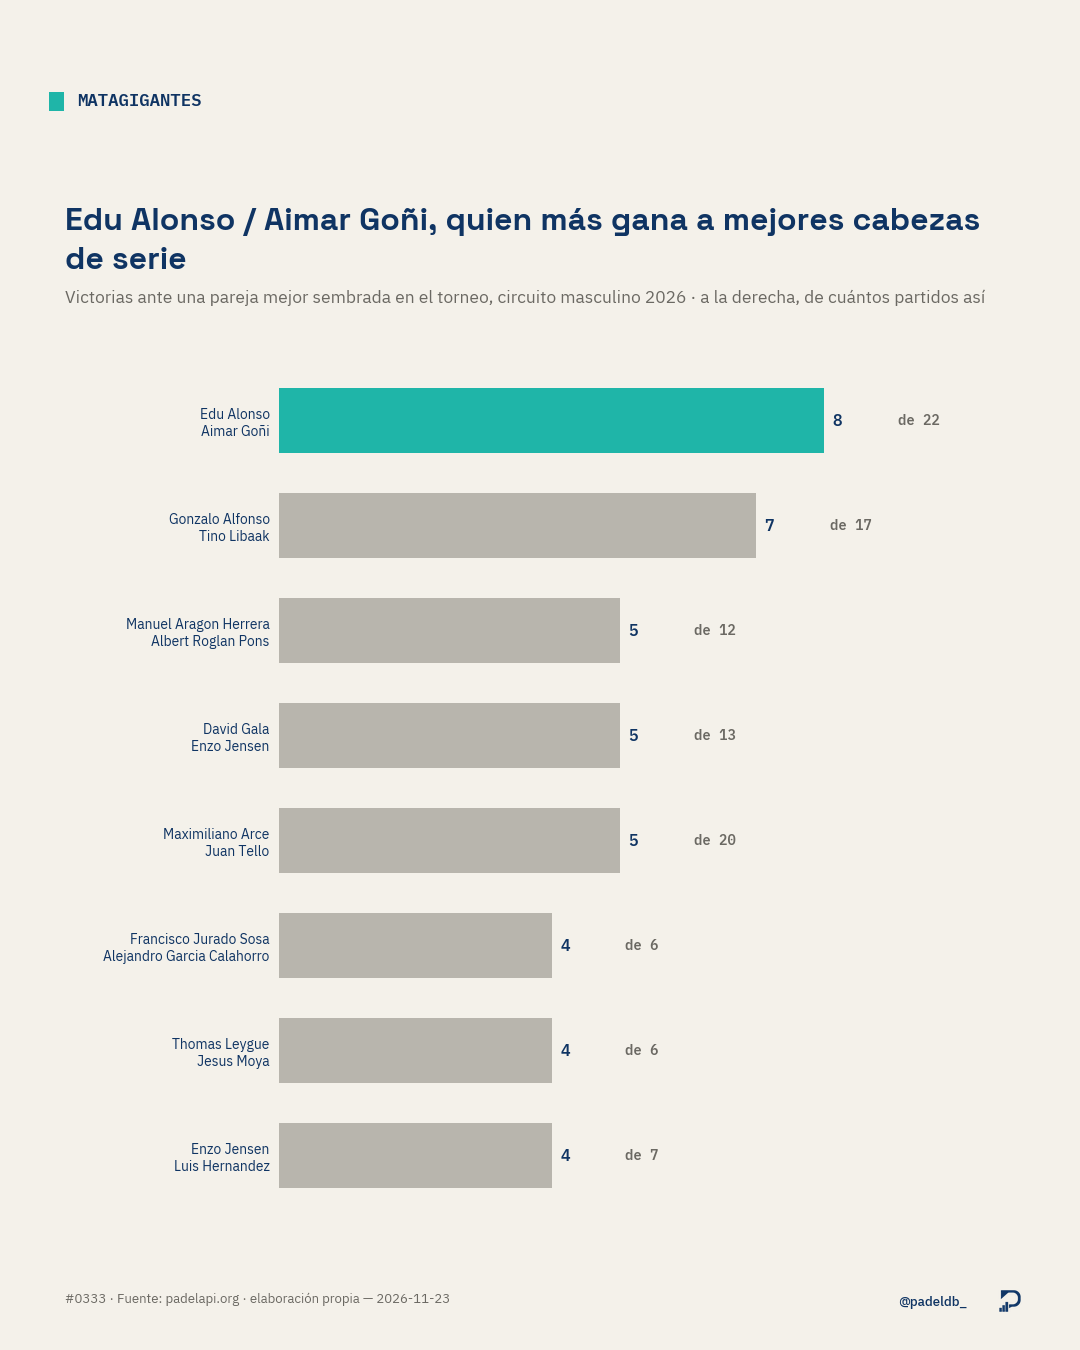 MATAGIGANTES
Edu Alonso / Aimar Goñi, quien más gana a mejores cabezas
de serie
Victorias ante una pareja mejor sembrada en el torneo, circuito masculino 2026 · a la derecha, de cuántos partidos así
Edu Alonso
Aimar Goñi
8 de 22
Gonzalo Alfonso
Tino Libaak
7 de 17
Manuel Aragon Herrera
Albert Roglan Pons
5 de 12
David Gala
Enzo Jensen
5 de 13
Maximiliano Arce
Juan Tello
5 de 20
Francisco Jurado Sosa
Alejandro Garcia Calahorro
4 de 6
Thomas Leygue
Jesus Moya
4 de 6
Enzo Jensen
Luis Hernandez
4 de 7
#0333 · Fuente: padelapi.org · elaboración propia — 2026-11-23
@padeldb_